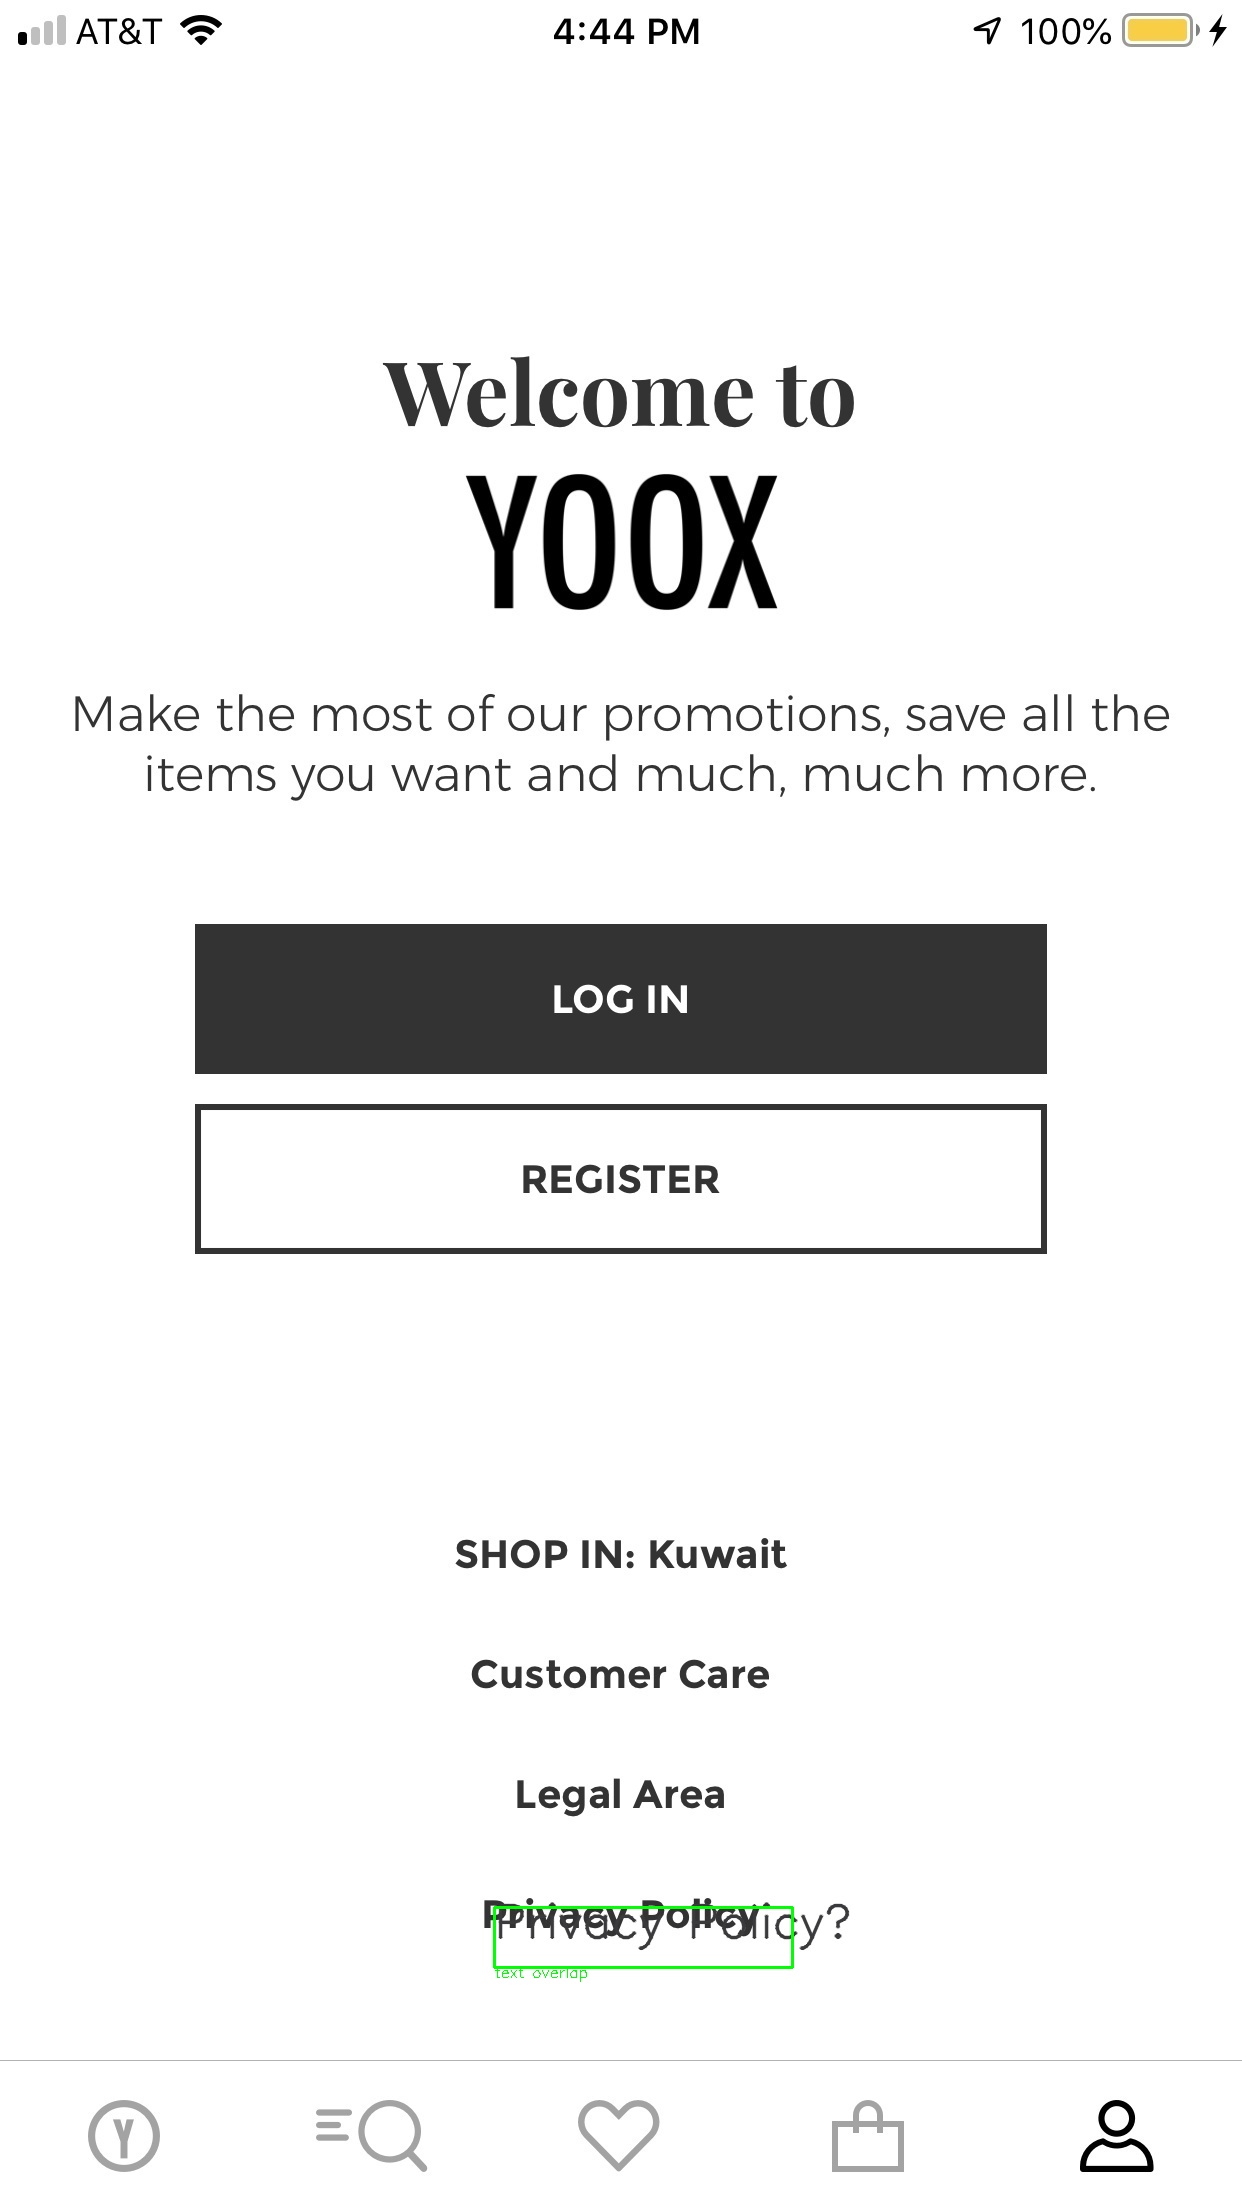 AT&T 4:44 PM 100%
Welcome to
YOOX
Make the most of our promotions, save all the
items you want and much, much more.
LOG IN
REGISTER
SHOP IN: Kuwait
Customer Care
Legal Area
Privacy Policy
Privacy Policy?
text overlap
Y